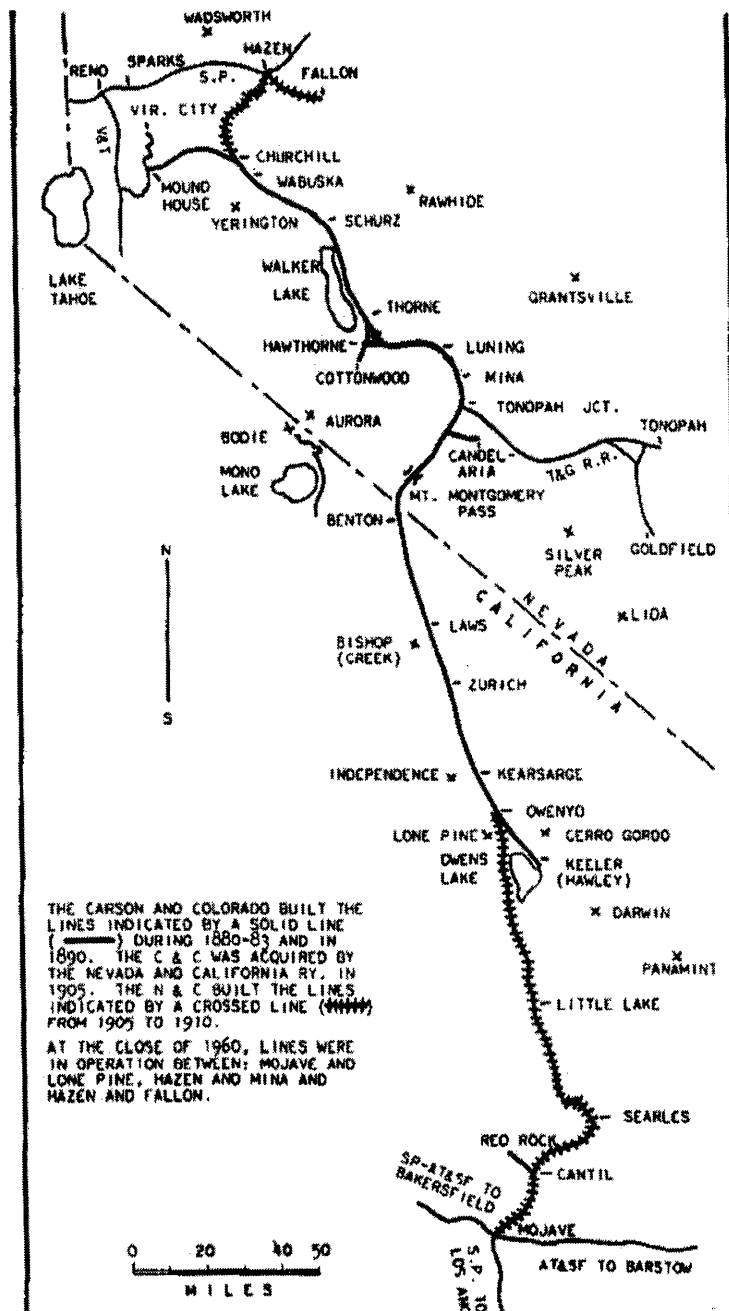 WADSWORTH
HAZEN
RENO
SPARKS
S.P.
FALLON
VIR. CITY
V&T
CHURCHILL
MOUND
HOUSE
WABUSKA
RAWHIDE
YERINGTON
SCHURZ
LAKE
TAHOE
WALKER
LAKE
GRANTSVILLE
THORNE
HAWTHORNE
LUNING
COTTONWOOD
MINA
TONOPAH JCT.
AURORA
TONOPAH
BODIE
CANDEL-
ARIA
T&G R.R.
MONO
LAKE
MT. MONTGOMERY
PASS
BENTON
SILVER
PEAK
GOLDFIELD
N
S
NEVADA
CALIFORNIA
LIDA
LAWS
BISHOP
(CREEK)
ZURICH
INDEPENDENCE
KEARSARGE
OWENYO
LONE PINE
CERRO GORDO
OWENS
LAKE
KEELER
(HAWLEY)
DARWIN
PANAMINT
THE CARSON AND COLORADO BUILT THE
LINES INDICATED BY A SOLID LINE
( ) DURING 1880-83 AND IN
1890. THE C & C WAS ACQUIRED BY
THE NEVADA AND CALIFORNIA RY. IN
1905. THE N & C BUILT THE LINES
INDICATED BY A CROSSED LINE ( )
FROM 1905 TO 1910.
AT THE CLOSE OF 1960, LINES WERE
IN OPERATION BETWEEN: MOJAVE AND
LONE PINE, HAZEN AND MINA AND
HAZEN AND FALLON.
LITTLE LAKE
SEARLES
RED ROCK
CANTIL
SP-AT&SF TO
BAKERSFIELD
MOJAVE
AT&SF TO BARSTOW
S.P. TO
LOS ANG
0 20 40 50
MILES